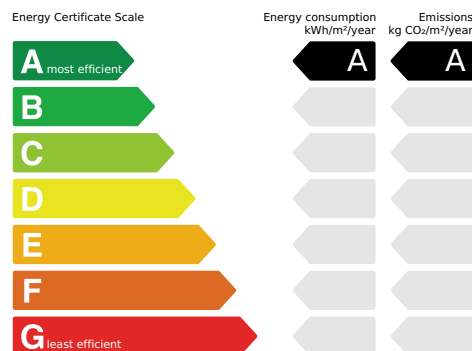 Energy Certificate Scale
Energy consumption
kWh/m²/year
Emissions
kg CO₂/m²/year
A most efficient
A
A
B
C
D
E
F
G least efficient